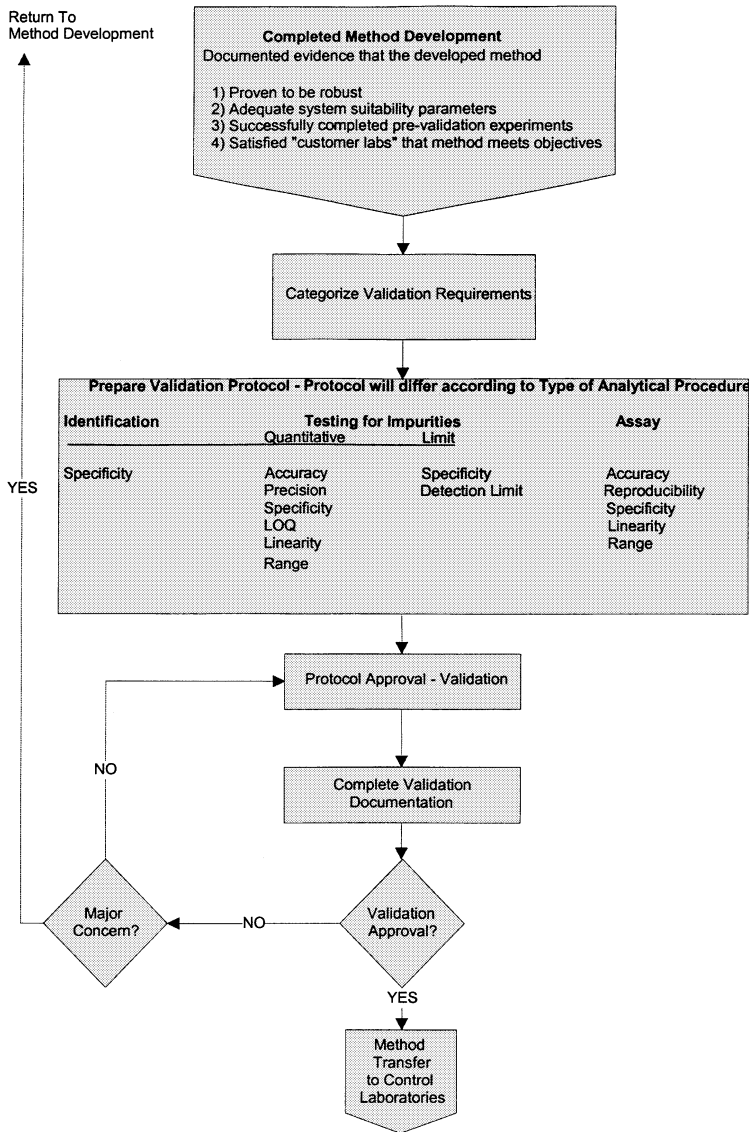 Return To
Method Development
Completed Method Development
Documented evidence that the developed method
1) Proven to be robust
2) Adequate system suitability parameters
3) Successfully completed pre-validation experiments
4) Satisfied "customer labs" that method meets objectives
Categorize Validation Requirements
Prepare Validation Protocol - Protocol will differ according to Type of Analytical Procedure
Identification Testing for Impurities Assay
Quantitative Limit
Specificity Accuracy Specificity Accuracy
Precision Detection Limit Reproducibility
Specificity Specificity
LOQ Linearity
Linearity Range
Range
YES
Protocol Approval - Validation
NO
Complete Validation
Documentation
Major
Concern?
NO
Validation
Approval?
YES
Method
Transfer
to Control
Laboratories